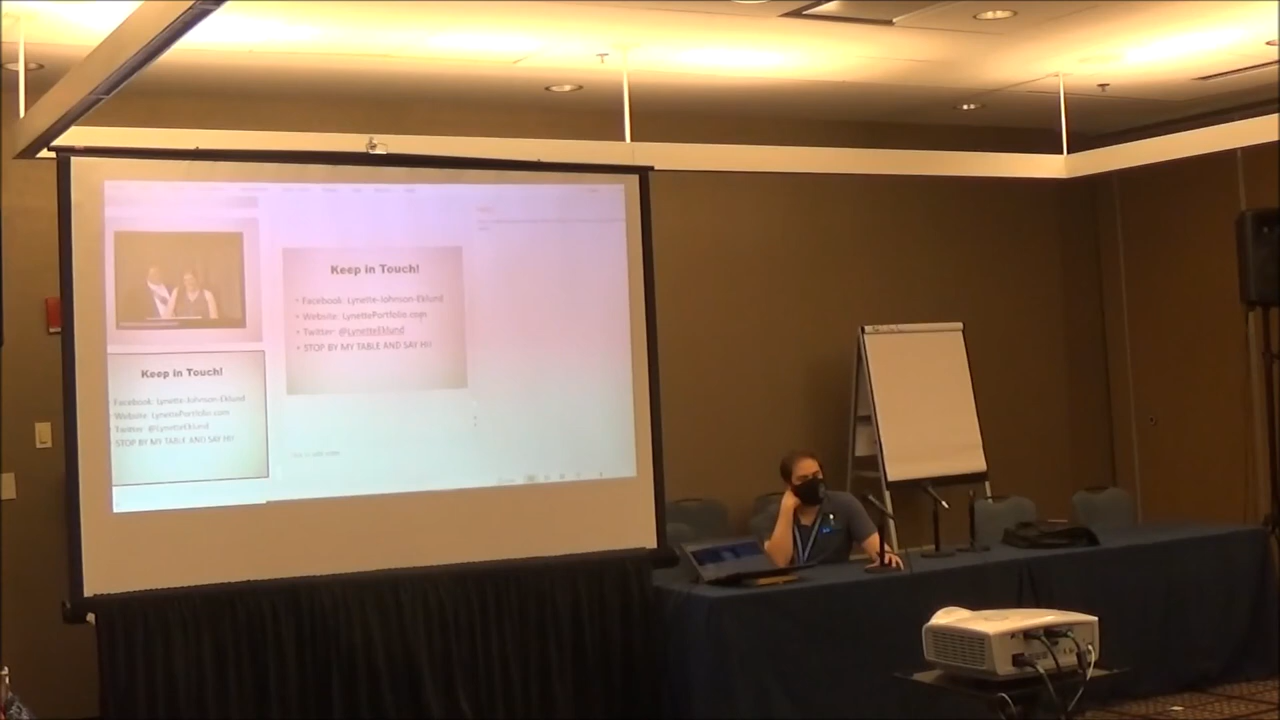 Keep in Touch!
• Facebook: Lynette-Johnson-Eklund
• Website: LynettePortfolio.com
• Twitter: @LynetteEklund
• STOP BY MY TABLE AND SAY HI!
Keep in Touch!
Facebook: Lynette-Johnson-Eklund
Website: LynettePortfolio.com
Twitter: @LynetteEklund
STOP BY MY TABLE AND SAY HI!